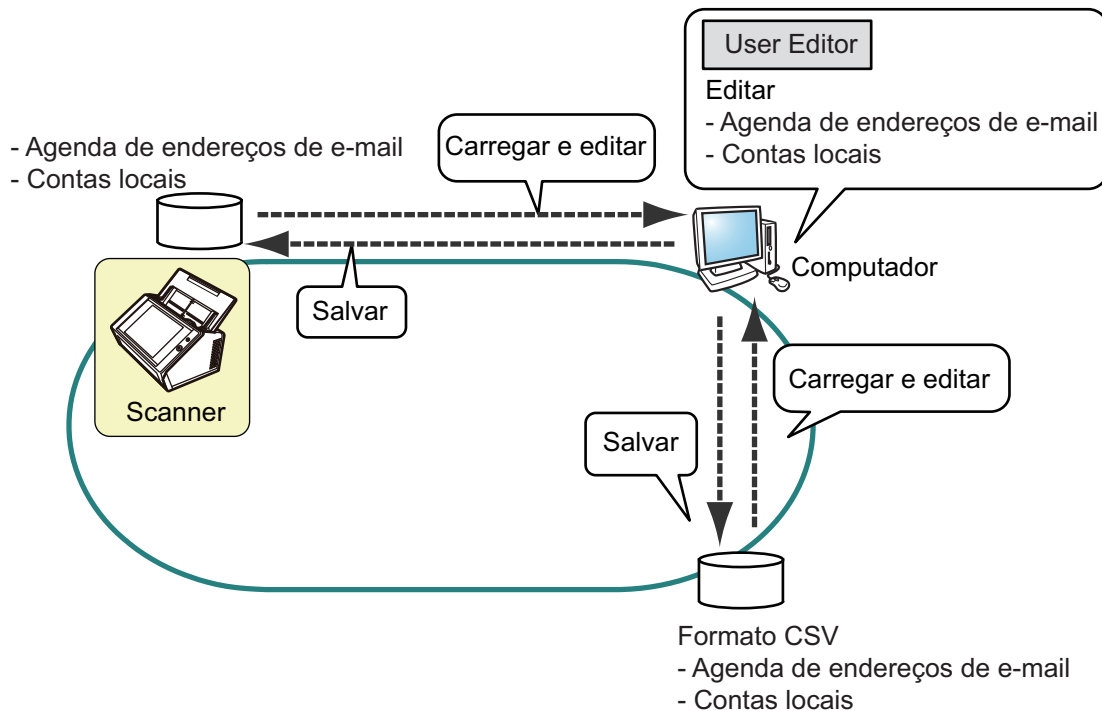 User Editor
Editar
- Agenda de endereços de e-mail
- Contas locais
- Agenda de endereços de e-mail
- Contas locais
Carregar e editar
Computador
Salvar
Scanner
Carregar e editar
Salvar
Formato CSV
- Agenda de endereços de e-mail
- Contas locais